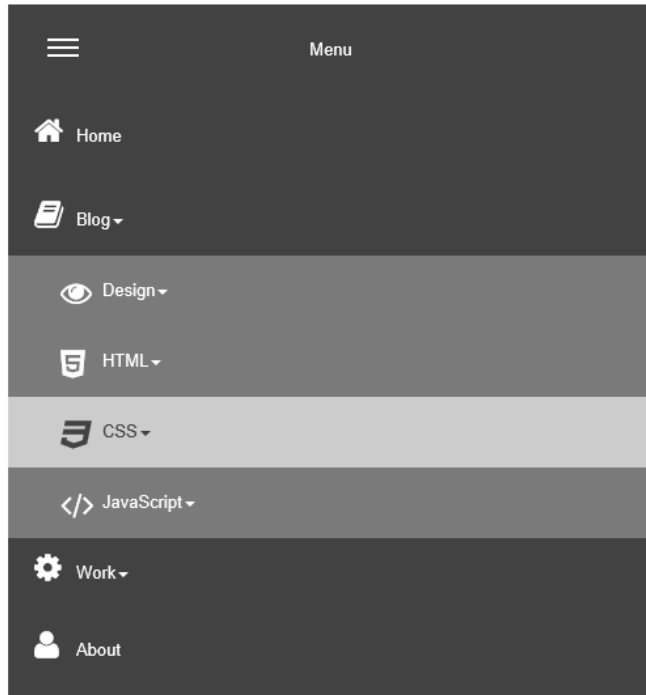 Menu
Home
Blog
Design
HTML
CSS
JavaScript
Work
About